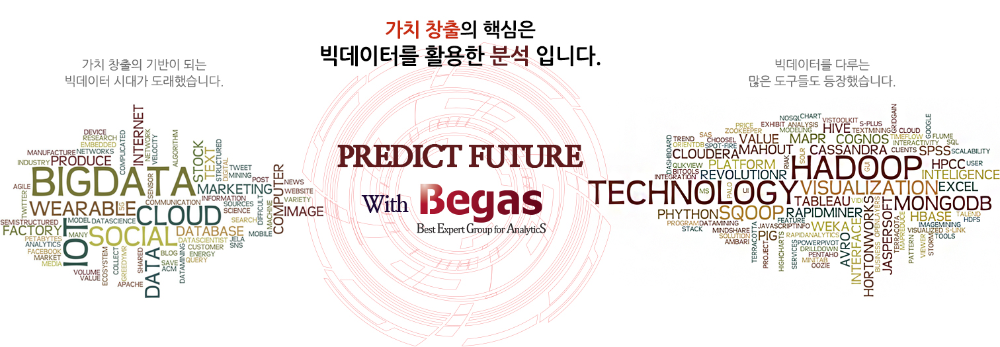 가치 창출의 핵심은
빅데이터를 활용한 분석 입니다.
가치 창출의 기반이 되는
빅데이터 시대가 도래했습니다.
빅데이터를 다루는
많은 도구들도 등장했습니다.
PREDICT FUTURE
With Begas
Best Expert Group for AnalyticS
DEVICE
RESEARCH
EMBEDDED
NETWORKS
MANUFACTURE
INDUSTRY
PRODUCE
COMPLICATED
INTERNET
NETWORK
VELOCITY
ALGORITHM
STOCK
TEXT
STRUCTURED
DIGITAL
TWEET
MINING
AGILE
BIGDATA
SENSOR
MARKETING
POST
COMPUTER
NEWS
WEBSITE
VARIETY
IMAGE
TWITTER
WEARABLE
5G
COMMUNICATION
INFORMATION
SOURCES
SCIENCE
DIFFICULT
MACHINE
SEMISTRUCTURED
FACTORY
MODEL
DATASCIENCE
CLOUD
SEARCH
MOBILE
PETABYTES
ANALYTICS
FACEBOOK
MARKET
MEDIA
IOT
MANY
SOCIAL
DATABASE
DATASCIENTIST
JELA
SNS
CUSTOMER
ENERGY
QUERY
VOLUME
VALUE
ECOSYSTEM
COLLECT
GREEDYMR
SHARED
APACHE
DATA
BLOG
SAVE
ACM
DATAMINING
NOSQL
CHART
PRICE
ZOOKEEPER
EXHIBIT
ANALYSIS
MODELING
VISTOOLKIT
HIVE
S-PLUS
TEXTMINING
GRIDGAIN
CLOUD
GOOGLE
DASHBOARD
TREND
SAS
ORIENTDB
CHOOSEL
SPOT-FIRE
VALUE
MAPR
COGNOS
TIMEFLOW
FLUME
INTERACTIVITY
SQL
CLOUDERA
MAHOUT
CASSANDRA
CLIENTS
SPSS
SCALABILITY
QLIKVIEW
BITOOLS
INTEGRATION
PLATFORM
RIAK
SOLR
HADOOP
GUI
HPCC
USER
REVOLUTIONR
INTELIGENCE
TECHNOLOGY
MS
PALO
UI
VISUALIZATION
EXCEL
TABLEAU
VIDI
MONGODB
PHYTHON
SQOOP
RAPIDMINER
HORTONWORKS
OPENLAYERS
JASPERSOFT
HBASE
TALEND
HDFS
PROGRAM
DATAMINING
STACK
FEATURE
JAVASCRIPTINFO
WEKA
INTERFACE
TERRACOTA
MAPREDUCE
IMAGEMINING
VISUALIZED
S-LINK
TOOLS
MINDSHARE
SOLUTION
AMBARI
PIG
RAPIDANALYTICS
POWERPIVOT
AVRO
BUSINESS
PATTERN
VIEWER
STORM
TERRACOTTA
PROJECT
HIGHCHARTS
SERVICES
DRILLDOWN
PENTAHO
MINITAB
OOZIE